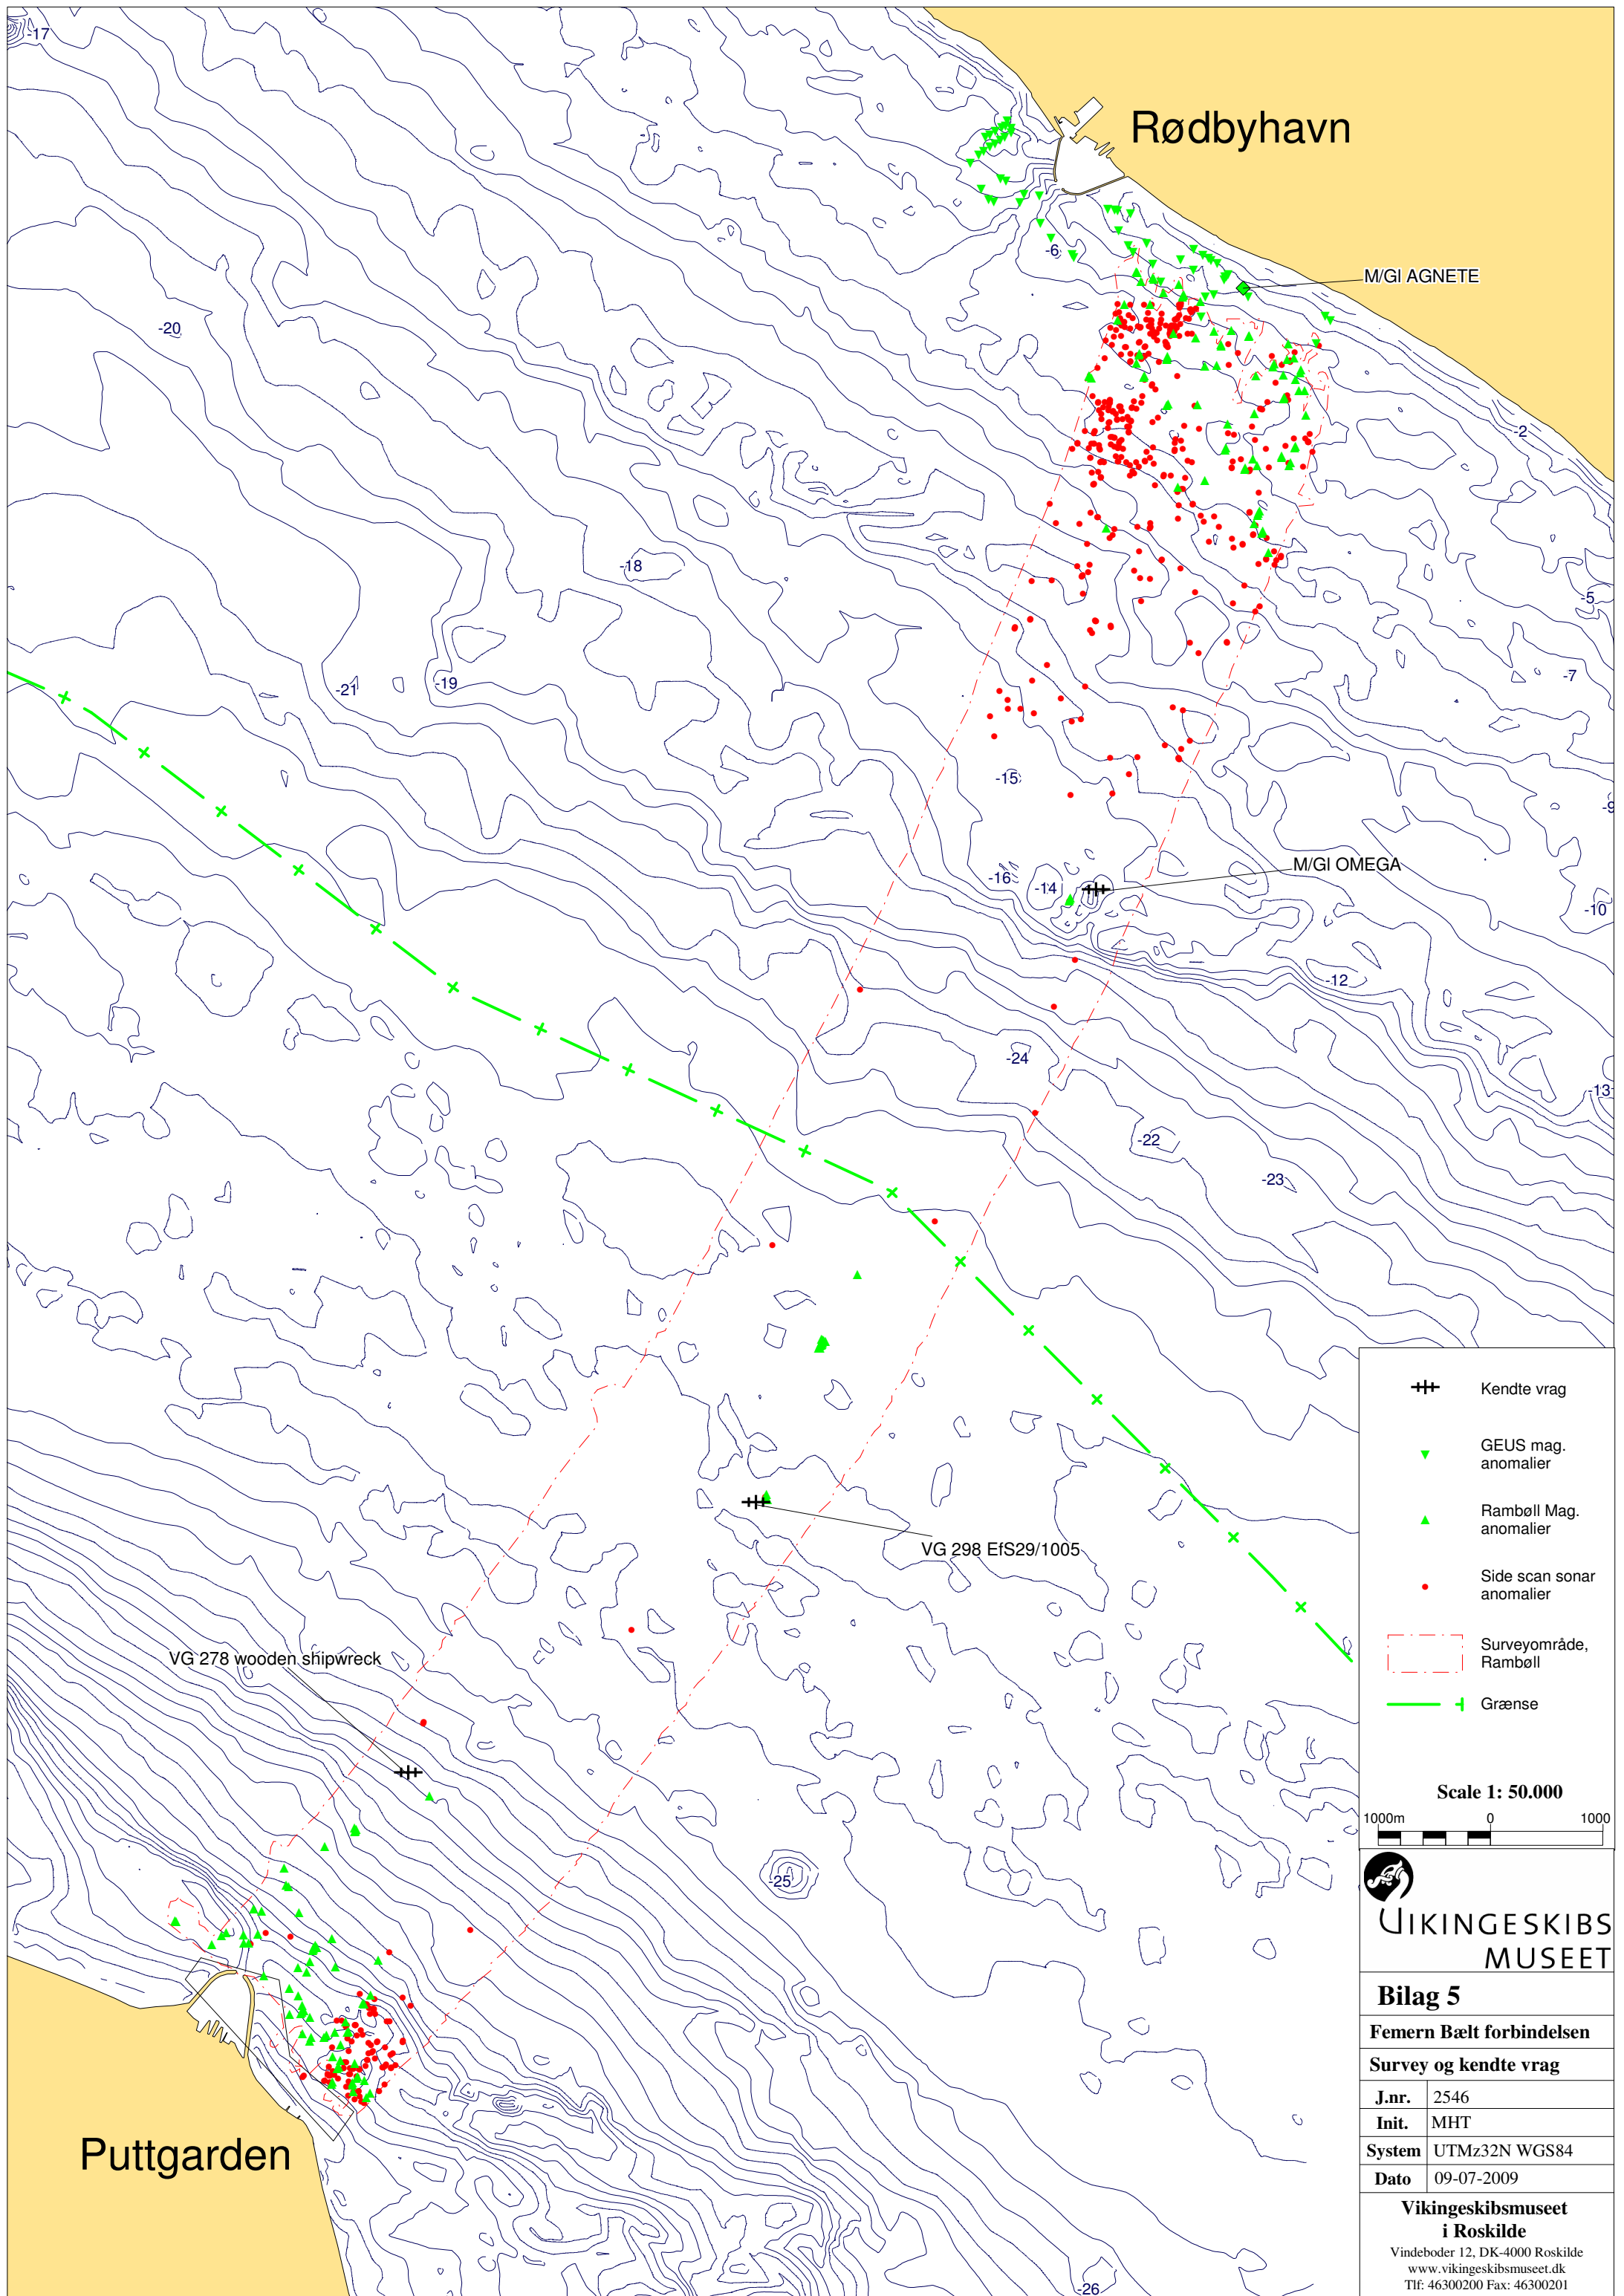 -17
Rødbyhavn
-6
M/Gl AGNETE
-20
-2
-18
-5
-7
-21
-19
-15
-9
M/Gl OMEGA
-16
-14
-10
-12
-24
-13
-22
-23
Kendte vrag
GEUS mag.
anomalier
Rambøll Mag.
anomalier
VG 298 EfS29/1005
Side scan sonar
anomalier
Surveyområde,
Rambøll
VG 278 wooden shipwreck
Grænse
Scale 1: 50.000
1000m 0 1000
-25
VIKINGESKIBS
MUSEET
Bilag 5
Femern Bælt forbindelsen
Survey og kendte vrag
J.nr. 2546
Init. MHT
System UTMz32N WGS84
Dato 09-07-2009
Puttgarden
Vikingeskibsmuseet
i Roskilde
Vindeboder 12, DK-4000 Roskilde
www.vikingeskibsmuseet.dk
Tlf: 46300200 Fax: 46300201
-26